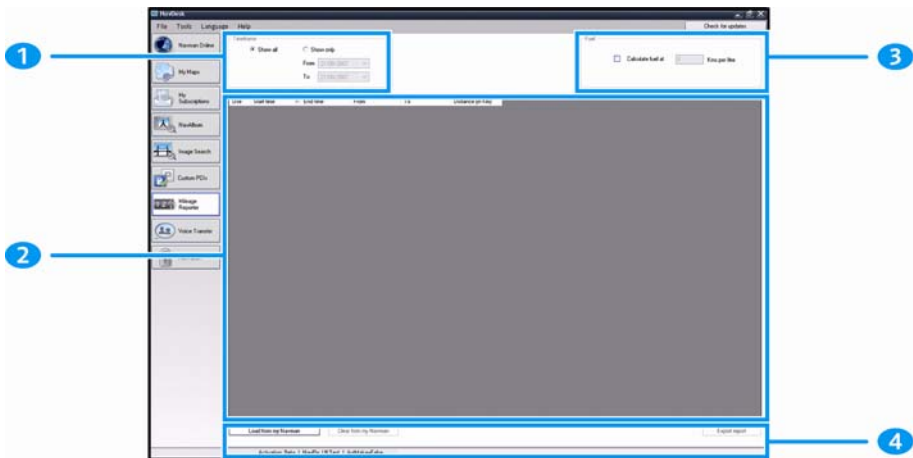 NavDesk
File Tools Language Help
Check for updates
1
Navman Online
My Maps
My Subscriptions
NavAlbum
Image Search
Custom POIs
Mileage Reporter
Voice Transfer
Timeframe
Show all Show only
From
To
Fuel
Calculate fuel at Kms per litre
3
Use Start time End time From To Distance (in Km)
2
Load from my Navman Clear from my Navman Export report
4